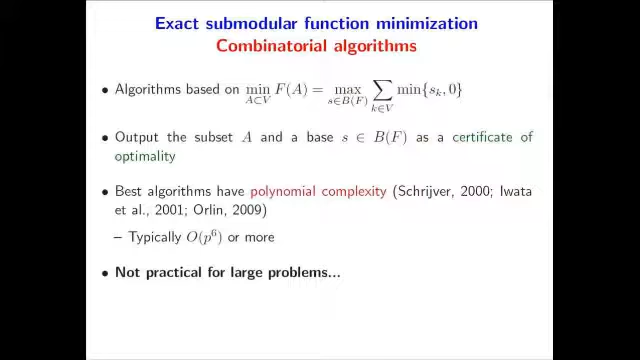 Exact submodular function minimization
Combinatorial algorithms
• Algorithms based on min_{A⊂V} F(A) = max_{s∈B(F)} ∑_{k∈V} min{s_k, 0}
• Output the subset A and a base s ∈ B(F) as a certificate of
optimality
• Best algorithms have polynomial complexity (Schrijver, 2000; Iwata
et al., 2001; Orlin, 2009)
– Typically O(p^6) or more
• Not practical for large problems...